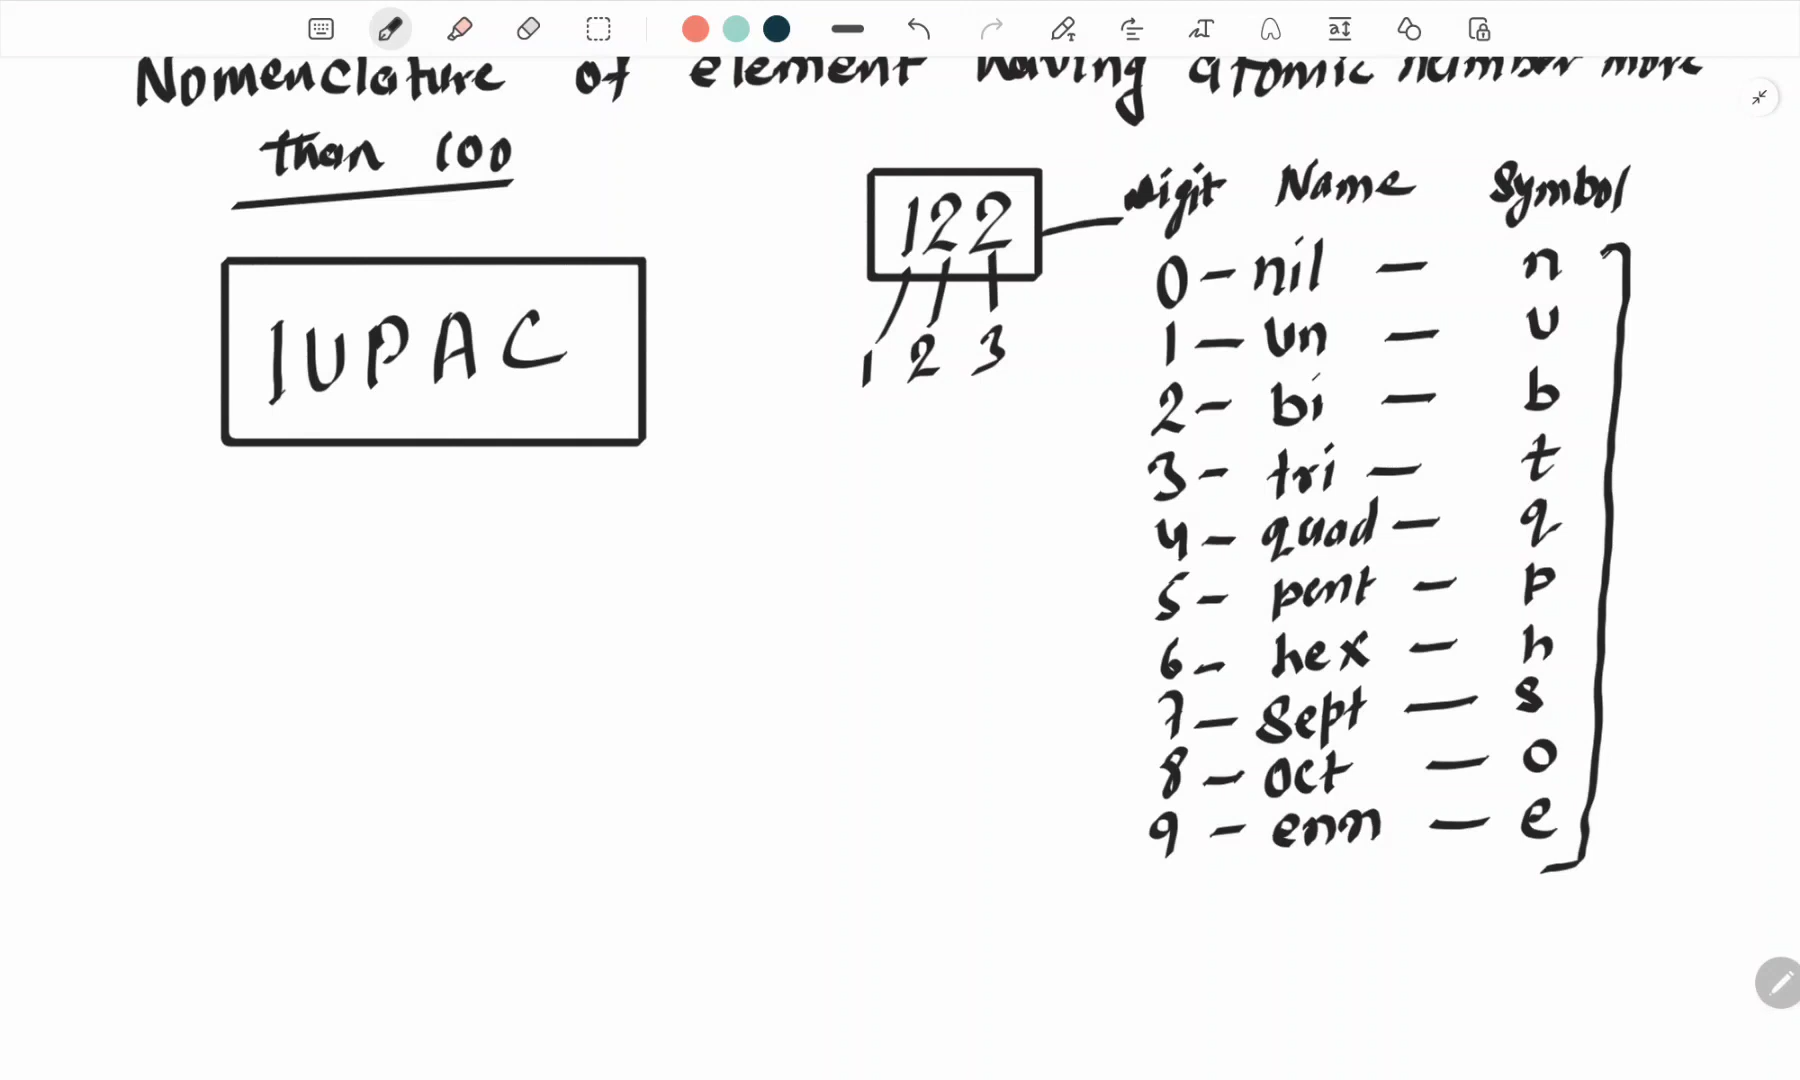 Nomenclature of element having atomic number more
than 100
IUPAC
122
1 2 3
digit Name Symbol
0 - nil - n
1 - un - u
2 - bi - b
3 - tri - t
4 - quad - q
5 - pent - p
6 - hex - h
7 - Sept - s
8 - oct - o
9 - enn - e